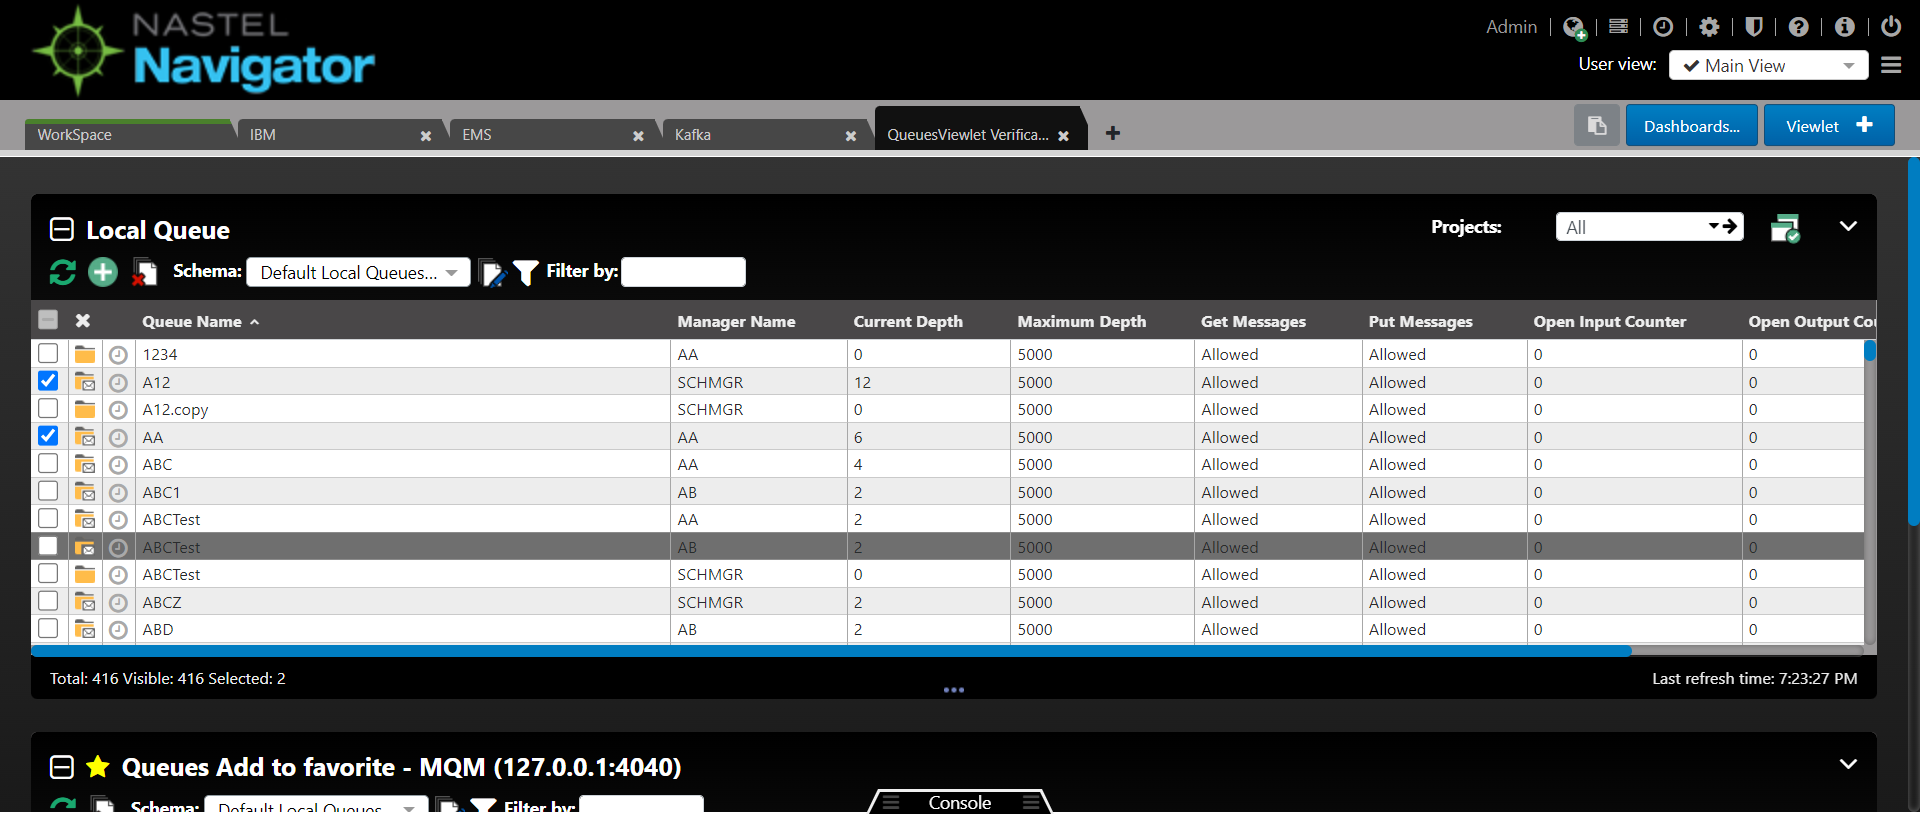 NASTEL
Navigator
Admin
User view: Main View
WorkSpace IBM EMS Kafka QueuesViewlet Verifica... Dashboards... Viewlet
Local Queue Projects: All
Schema: Default Local Queues... Filter by:
Queue Name Manager Name Current Depth Maximum Depth Get Messages Put Messages Open Input Counter Open Output Cou
1234 AA 0 5000 Allowed Allowed 0 0
A12 SCHMGR 12 5000 Allowed Allowed 0 0
A12.copy SCHMGR 0 5000 Allowed Allowed 0 0
AA AA 6 5000 Allowed Allowed 0 0
ABC AA 4 5000 Allowed Allowed 0 0
ABC1 AB 2 5000 Allowed Allowed 0 0
ABCTest AA 2 5000 Allowed Allowed 0 0
ABCTest AB 2 5000 Allowed Allowed 0 0
ABCTest SCHMGR 0 5000 Allowed Allowed 0 0
ABCZ SCHMGR 2 5000 Allowed Allowed 0 0
ABD AB 2 5000 Allowed Allowed 0 0
Total: 416 Visible: 416 Selected: 2 Last refresh time: 7:23:27 PM
Queues Add to favorite - MQM (127.0.0.1:4040)
Schema: Default Local Queues Filter by:
Console